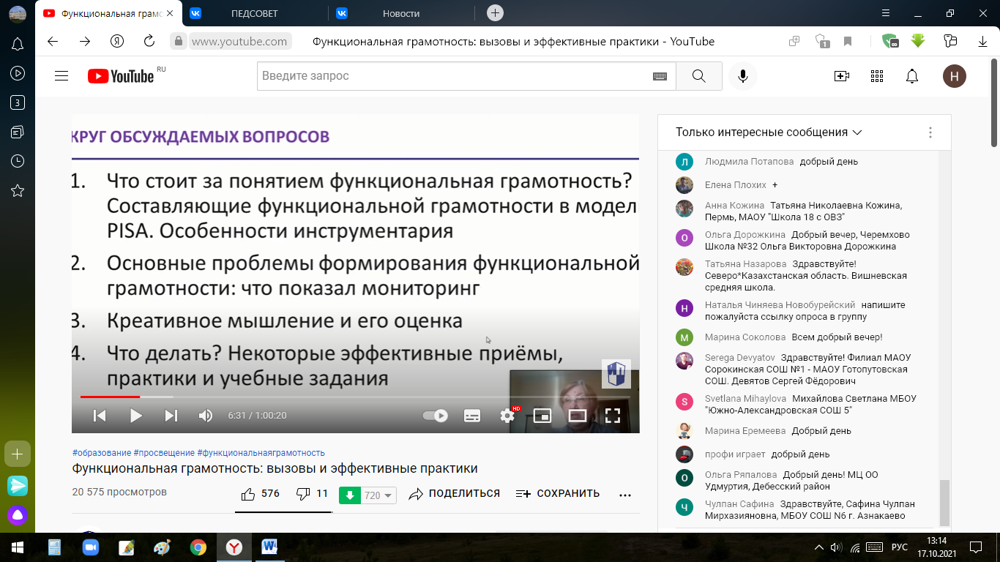 Функциональная грамс
ПЕДСОВЕТ
Новости
www.youtube.com
Функциональная грамотность: вызовы и эффективные практики - YouTube
1
3
YouTube RU
Введите запрос
Н
КРУГ ОБСУЖДАЕМЫХ ВОПРОСОВ
1. Что стоит за понятием функциональная грамотность?
Составляющие функциональной грамотности в модел
PISA. Особенности инструментария
2. Основные проблемы формирования функциональной
грамотности: что показал мониторинг
3. Креативное мышление и его оценка
4. Что делать? Некоторые эффективные приёмы,
практики и учебные задания
6:31 / 1:00:20
HD
#образование #просвещение #функциональнаяграмотность
Функциональная грамотность: вызовы и эффективные практики
20 575 просмотров
576
11
720
ПОДЕЛИТЬСЯ
СОХРАНИТЬ
Только интересные сообщения
Л Людмила Потапова добрый день
Елена Плохих +
Анна Кожина Татьяна Николаевна Кожина,
Пермь, МАОУ "Школа 18 с ОВЗ"
О Ольга Дорожкина Добрый вечер, Черемхово
Школа №32 Ольга Викторовна Дорожкина
Татьяна Назарова Здравствуйте!
Северо*Казахстанская область. Вишневская
средняя школа.
Н Наталья Чиняева Новобурейский напишите
пожалуйста ссылку опроса в группу
М Марина Соколова Всем добрый вечер!
Serega Devyatov Здравствуйте! Филиал МАОУ
Сорокинская СОШ №1 - МАОУ Готопутовская
СОШ. Девятов Сергей Фёдорович
S Svetlana Mihaylova Михайлова Светлана МБОУ
"Южно-Александровская СОШ 5"
Марина Еремеева Добрый день
профи играет добрый день
О Ольга Ряпалова Добрый день! МЦ ОО
Удмуртия, Дебесский район
Ч Чулпан Сафина Здравствуйте, Сафина Чулпан
Мирхазияновна, МБОУ СОШ N6 г. Азнакаево
РУС
13:14
17.10.2021